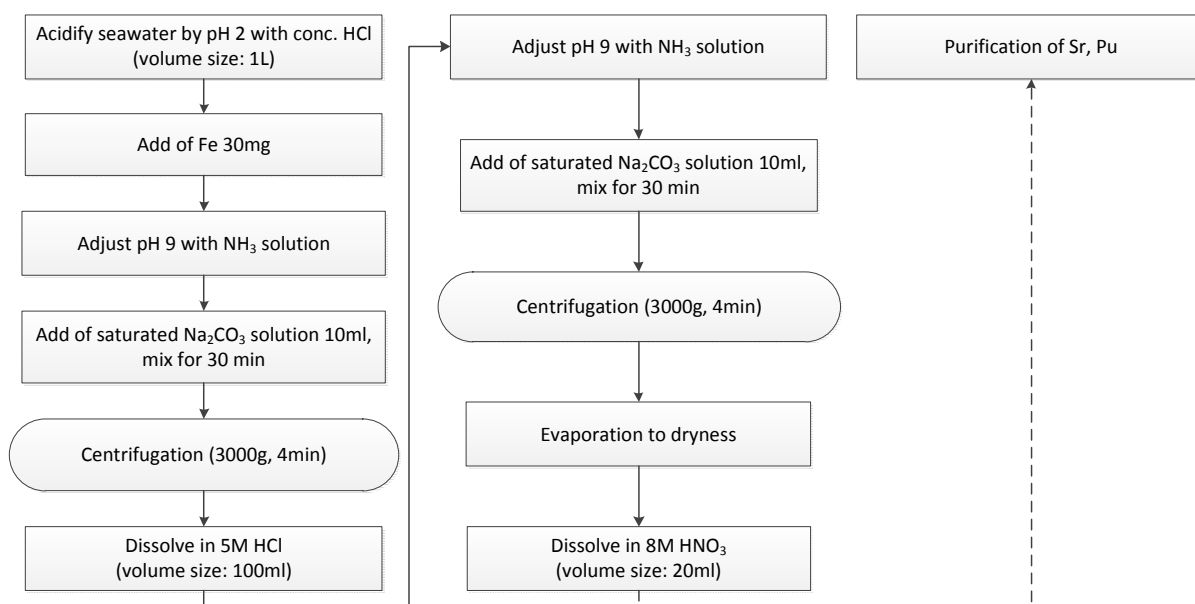 Acidify seawater by pH 2 with conc. HCl
(volume size: 1L)
Add of Fe 30mg
Adjust pH 9 with NH₃ solution
Add of saturated Na₂CO₃ solution 10ml,
mix for 30 min
Centrifugation (3000g, 4min)
Dissolve in 5M HCl
(volume size: 100ml)
Adjust pH 9 with NH₃ solution
Add of saturated Na₂CO₃ solution 10ml,
mix for 30 min
Centrifugation (3000g, 4min)
Evaporation to dryness
Dissolve in 8M HNO₃
(volume size: 20ml)
Purification of Sr, Pu